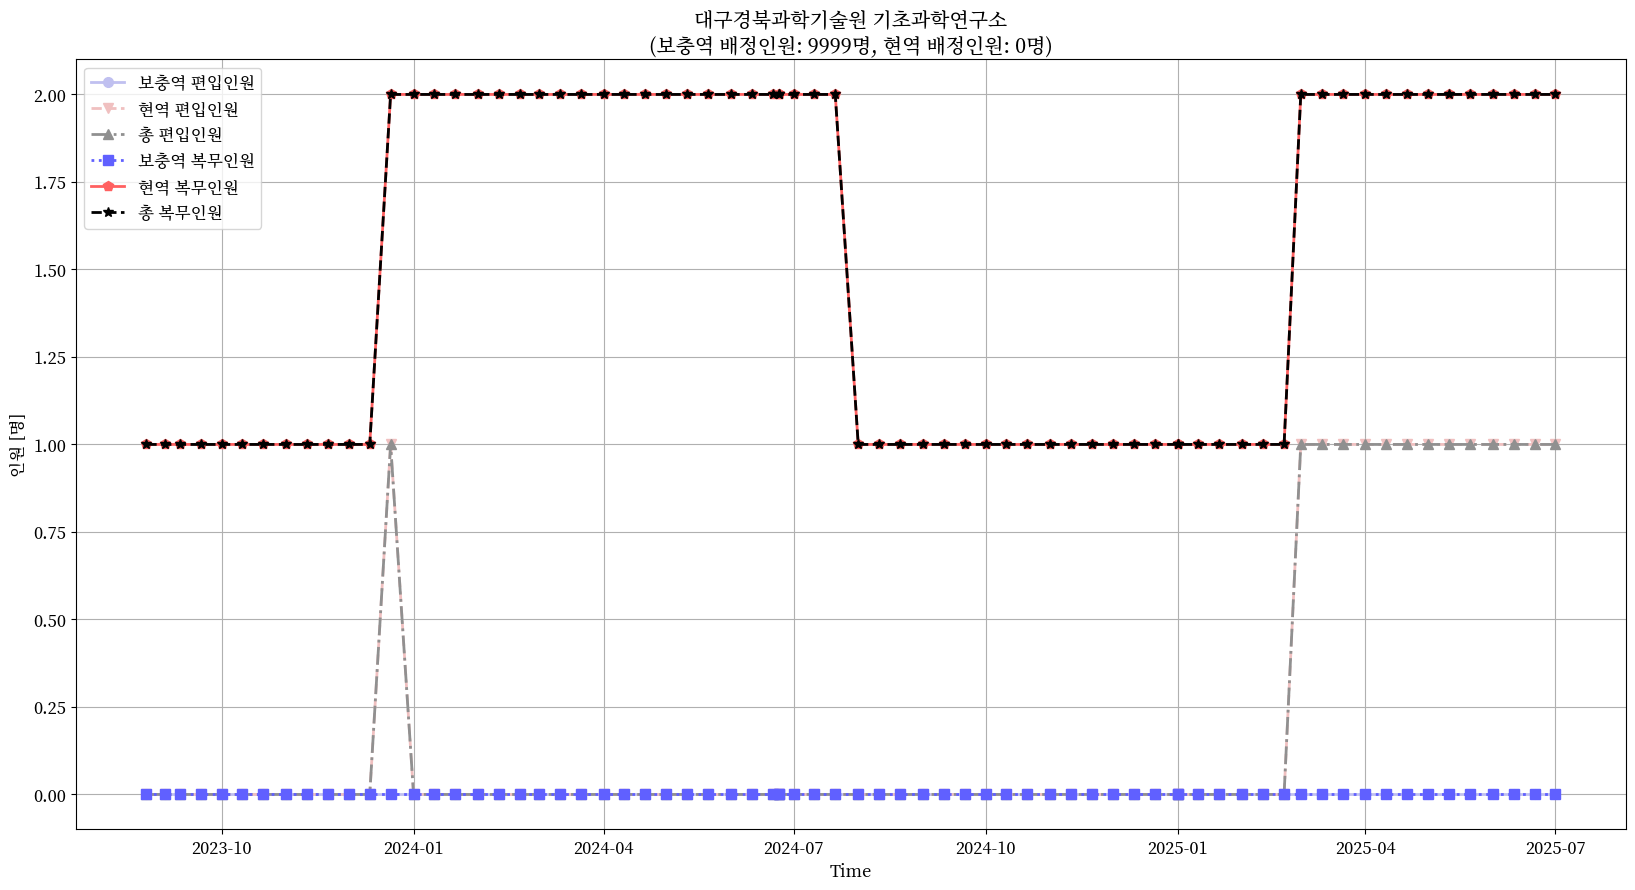 대구경북과학기술원 기초과학연구소
(보충역 배정인원: 9999명, 현역 배정인원: 0명)
보충역 편입인원
현역 편입인원
총 편입인원
보충역 복무인원
현역 복무인원
총 복무인원
2.00
1.75
1.50
1.25
1.00
0.75
0.50
0.25
0.00
인원 [명]
2023-10
2024-01
2024-04
2024-07
2024-10
2025-01
2025-04
2025-07
Time